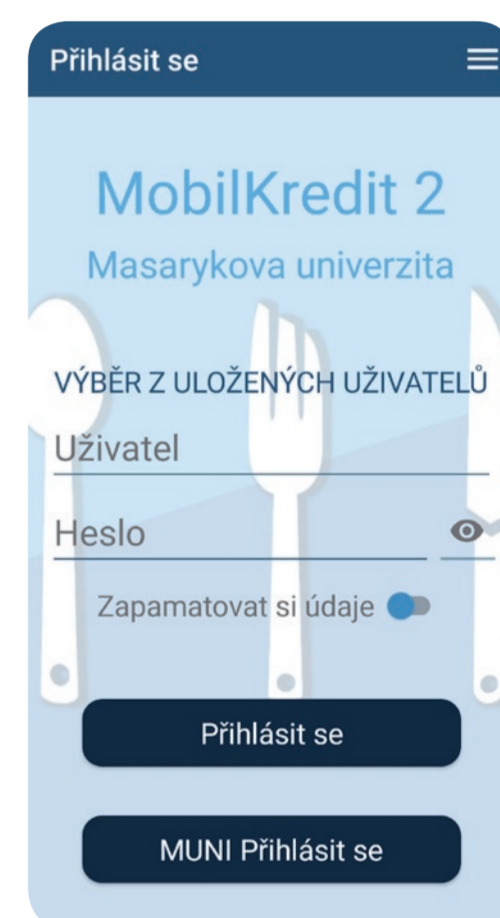 Přihlásit se
MobilKredit 2
Masarykova univerzita
VÝBĚR Z ULOŽENÝCH UŽIVATELŮ
Uživatel
Heslo
Zapamatovat si údaje
Přihlásit se
MUNI Přihlásit se